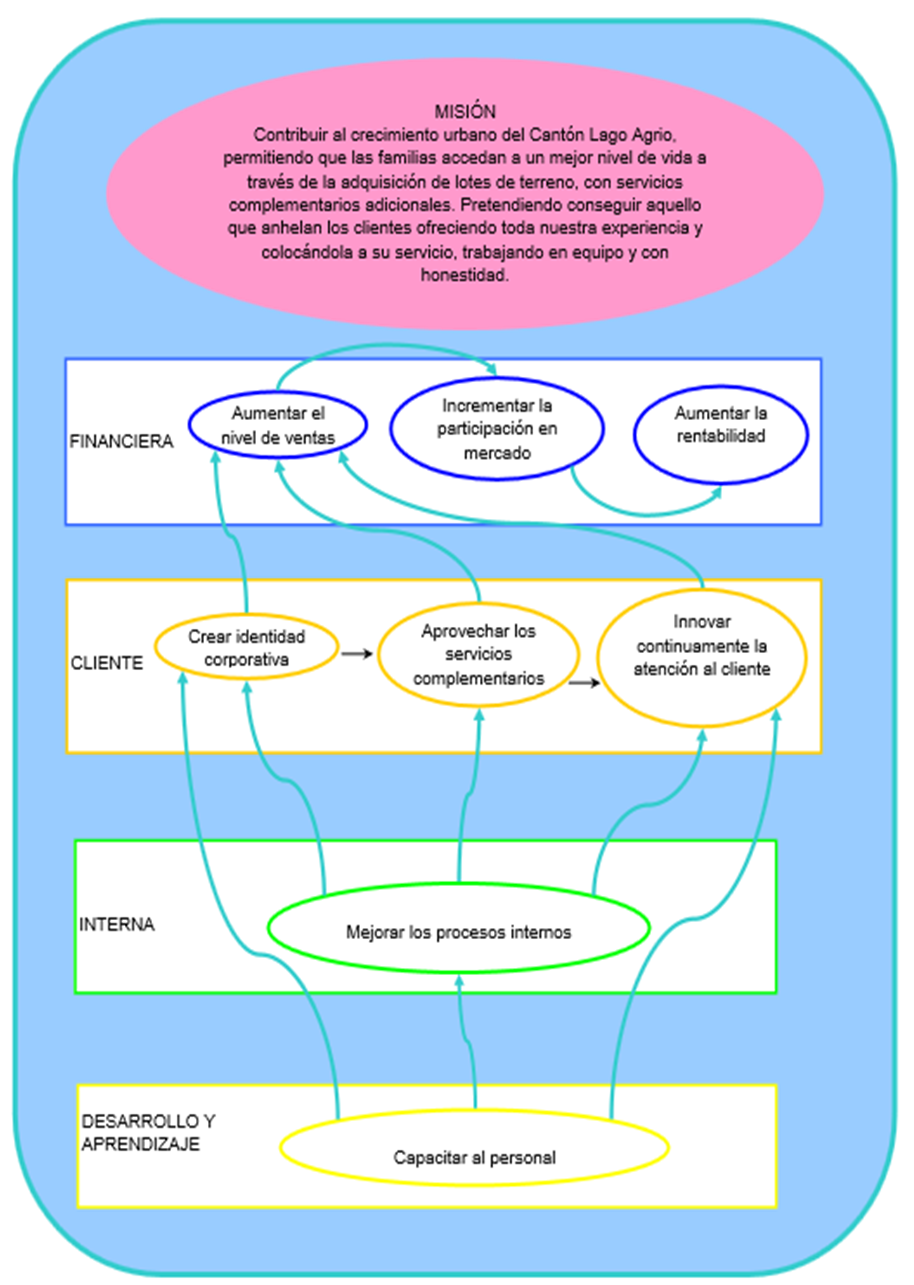 MISIÓN
Contribuir al crecimiento urbano del Cantón Lago Agrio,
permitiendo que las familias accedan a un mejor nivel de vida a
través de la adquisición de lotes de terreno, con servicios
complementarios adicionales. Pretendiendo conseguir aquello
que anhelan los clientes ofreciendo toda nuestra experiencia y
colocándola a su servicio, trabajando en equipo y con
honestidad.
FINANCIERA
Aumentar el
nivel de ventas
Incrementar la
participación en
mercado
Aumentar la
rentabilidad
CLIENTE
Crear identidad
corporativa
Aprovechar los
servicios
complementarios
Innovar
continuamente la
atención al cliente
INTERNA
Mejorar los procesos internos
DESARROLLO Y
APRENDIZAJE
Capacitar al personal